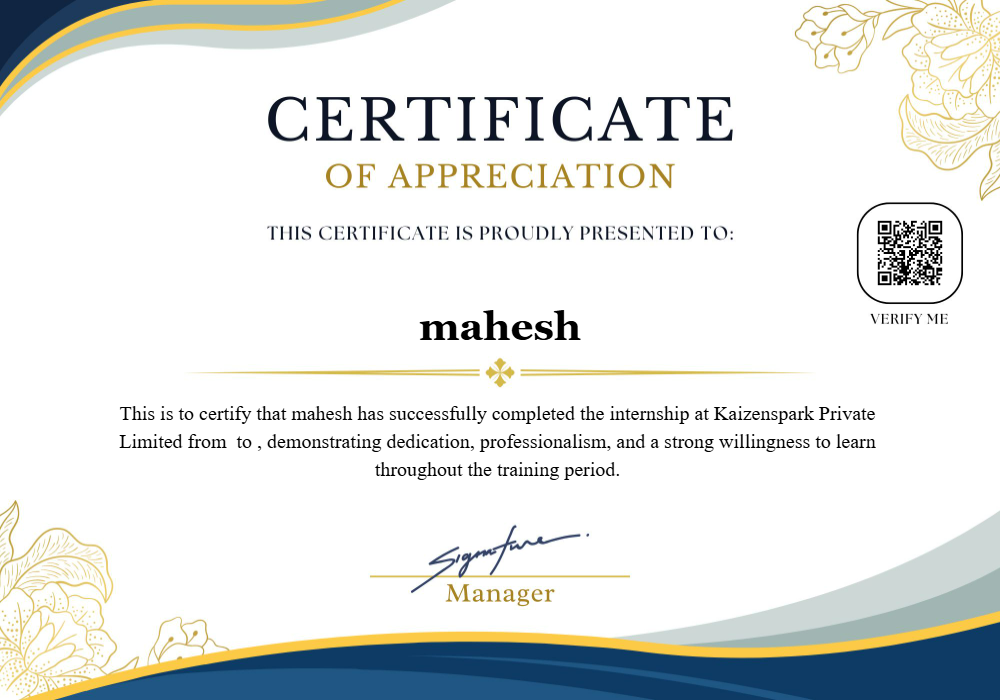 CERTIFICATE
OF APPRECIATION
THIS CERTIFICATE IS PROUDLY PRESENTED TO:
VERIFY ME
mahesh
This is to certify that mahesh has successfully completed the internship at Kaizenspark Private
Limited from  to , demonstrating dedication, professionalism, and a strong willingness to learn
throughout the training period.
Signature
Manager